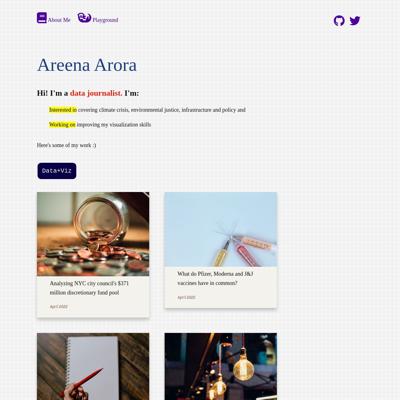 About Me Playground
Areena Arora
Hi! I'm a data journalist. I'm:
Interested in covering climate crisis, environmental justice, infrastructure and policy and
Working on improving my visualization skills
Here's some of my work :)
Data+Viz
Analyzing NYC city council's $371
million discretionary fund pool
April 2022
What do Pfizer, Moderna and J&J
vaccines have in common?
April 2022